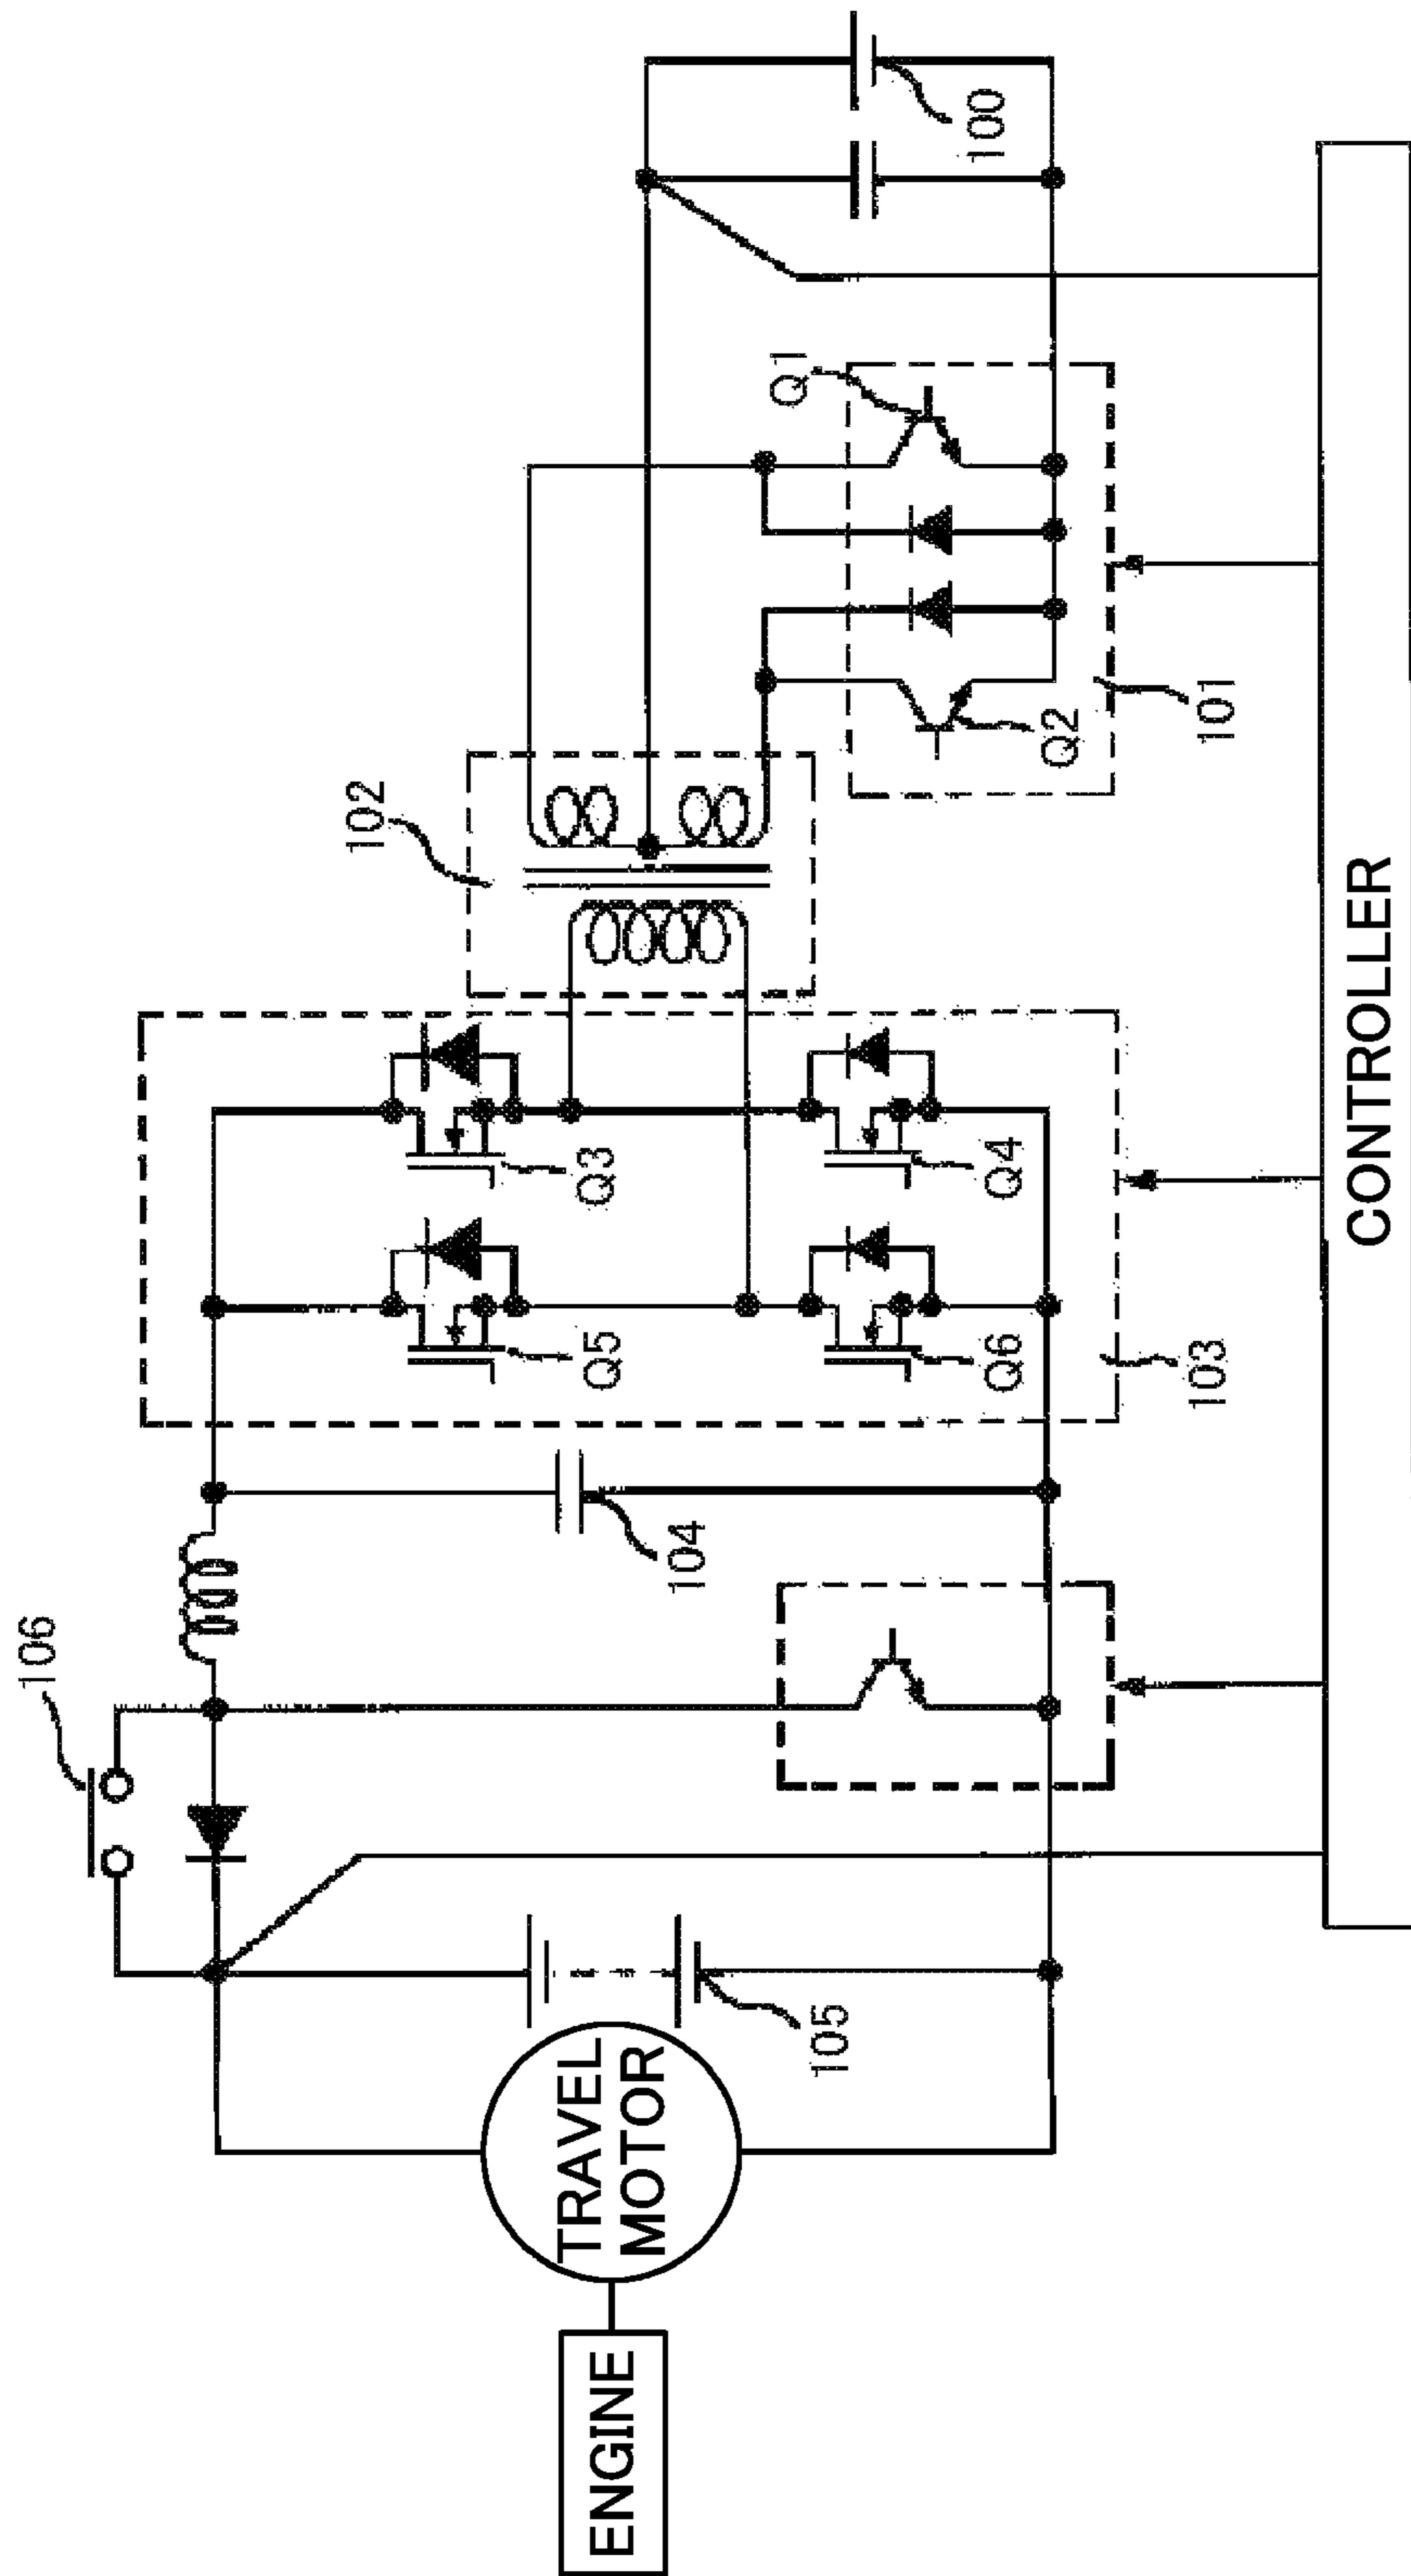 106
102
Q1
100
Q3
Q5
Q4
Q2
Q6
101
104
103
105
TRAVEL
MOTOR
ENGINE
CONTROLLER